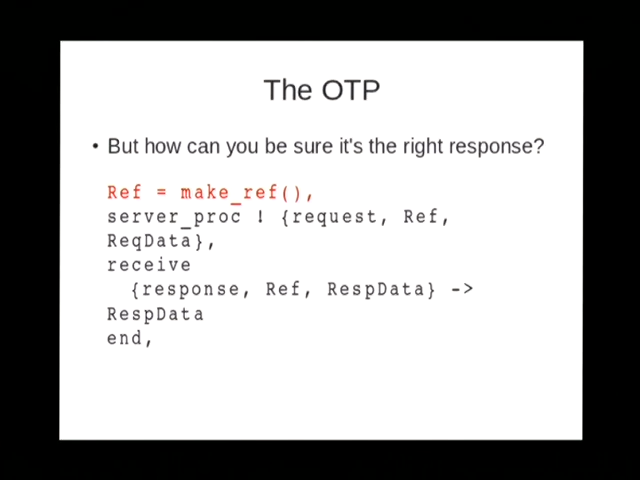 The OTP
• But how can you be sure it's the right response?
Ref = make_ref(),
server_proc ! {request, Ref,
ReqData},
receive
  {response, Ref, RespData} ->
RespData
end,